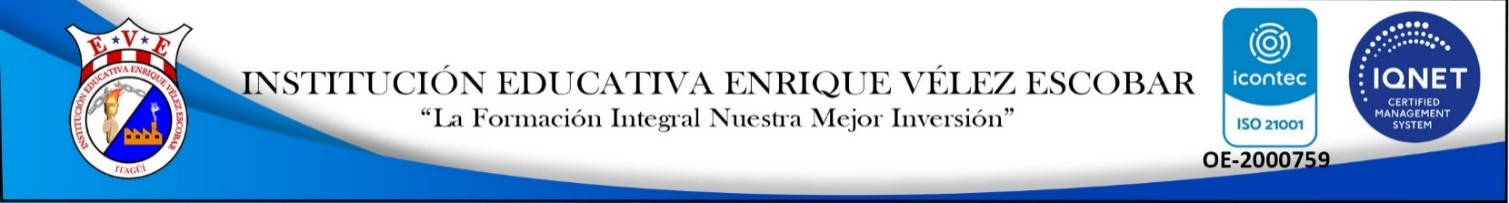 E★V★E
INSTITUCIÓN EDUCATIVA ENRIQUE VÉLEZ ESCOBAR
ITAGÜÍ
INSTITUCIÓN EDUCATIVA ENRIQUE VÉLEZ ESCOBAR
“La Formación Integral Nuestra Mejor Inversión”
icontec
ISO 21001
OE-2000759
IQNET
CERTIFIED
MANAGEMENT
SYSTEM